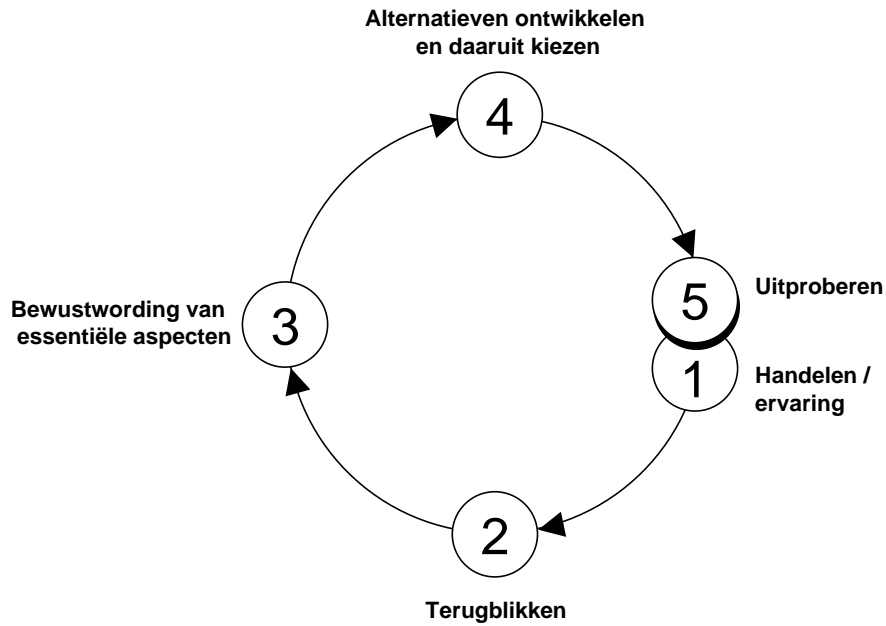 Alternatieven ontwikkelen
en daaruit kiezen
4
5
Uitproberen
Bewustwording van
essentiële aspecten
3
1
Handelen /
ervaring
2
Terugblikken